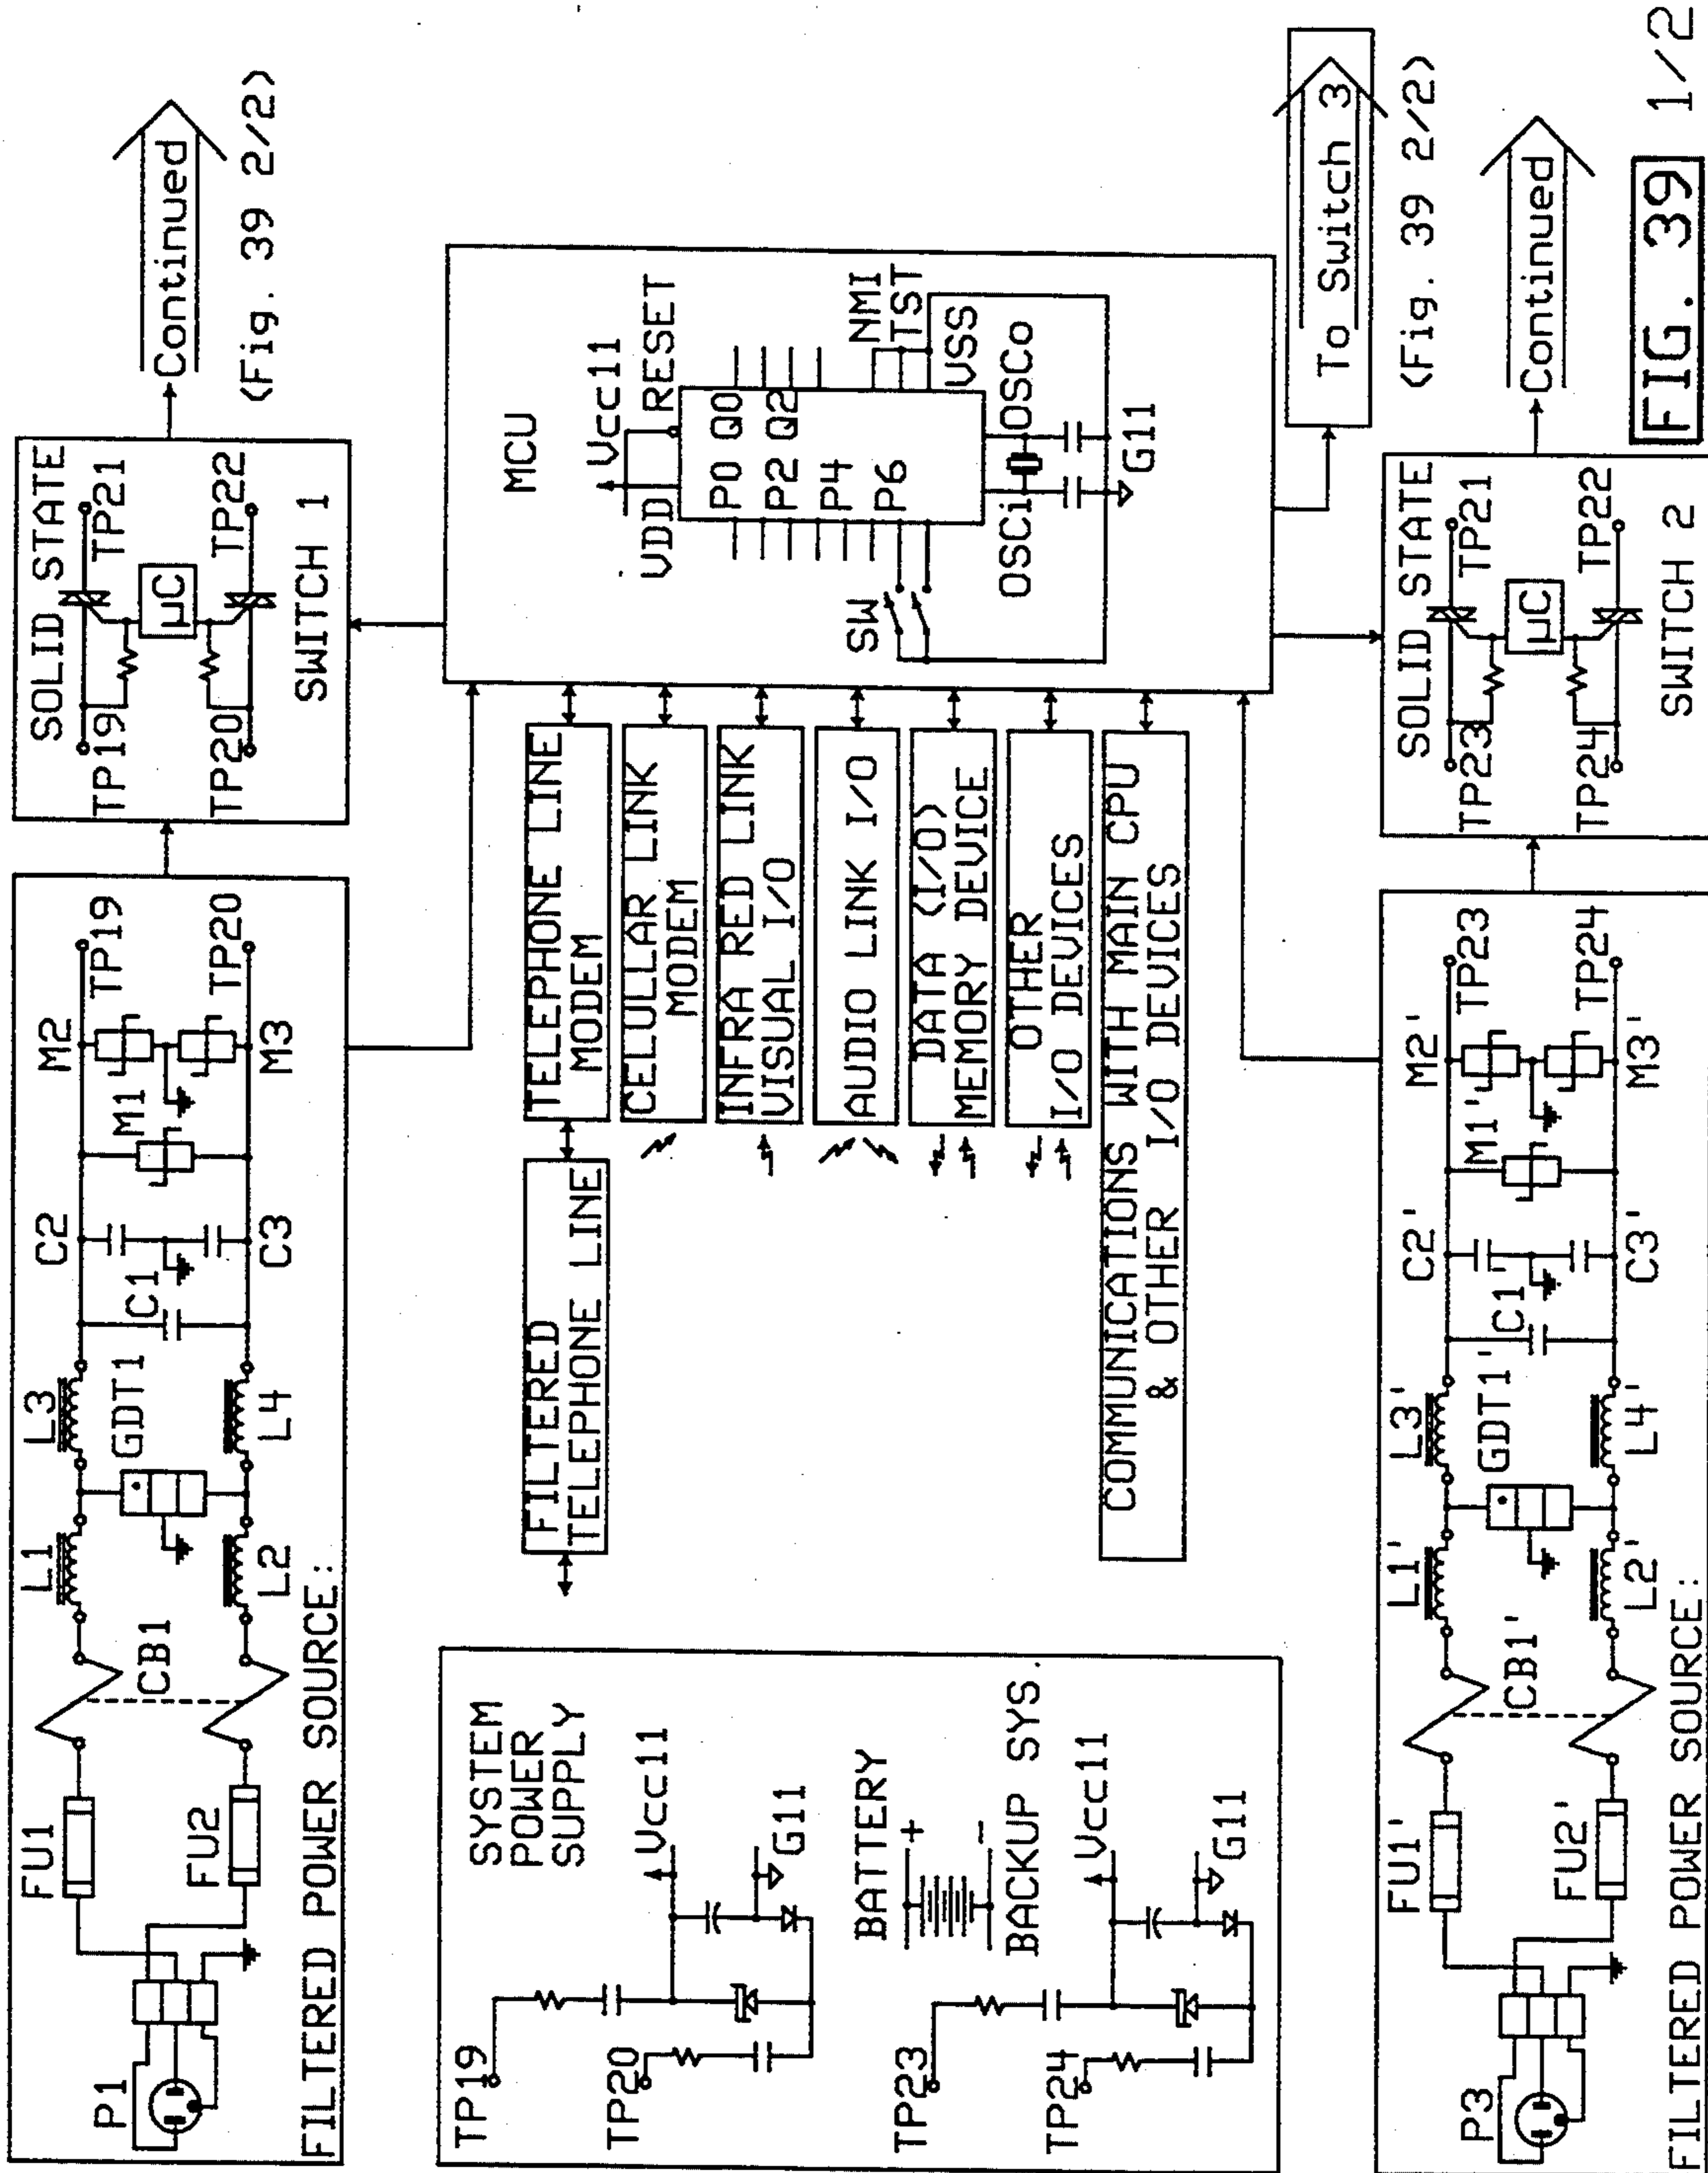 FU1
L1
L3
C2
M2
TP19
P1
FU2
CB1
L2
GDT1
L4
C1
C3
M1
M3
TP20
FILTERED POWER SOURCE:
SOLID STATE
TP19
TP21
µC
TP20
TP22
SWITCH 1
Continued
(Fig. 39 2/2)
SYSTEM
POWER
SUPPLY
TP19
Vcc11
TP20
G11
BATTERY
+
-
BACKUP SYS.
TP23
Vcc11
TP24
G11
FILTERED
TELEPHONE LINE
TELEPHONE LINE
MODEM
CELULLAR LINK
MODEM
INFRA RED LINK
VISUAL I/O
AUDIO LINK I/O
DATA (I/O)
MEMORY DEVICE
OTHER
I/O DEVICES
COMMUNICATIONS WITH MAIN CPU
& OTHER I/O DEVICES
MCU
VDD
Vcc11
RESET
P0 Q0
P2 Q2
P4
P6
NMI
TST
VSS
SW
OSCi
OSCo
G11
To Switch 3
(Fig. 39 2/2)
FU1'
L1'
L3'
C2'
M2'
TP23
P3
FU2'
CB1'
L2'
GDT1'
L4'
C1'
C3'
M1'
M3'
TP24
FILTERED POWER SOURCE:
SOLID STATE
TP23
TP21
µC
TP24
TP22
SWITCH 2
Continued
FIG. 39 1/2